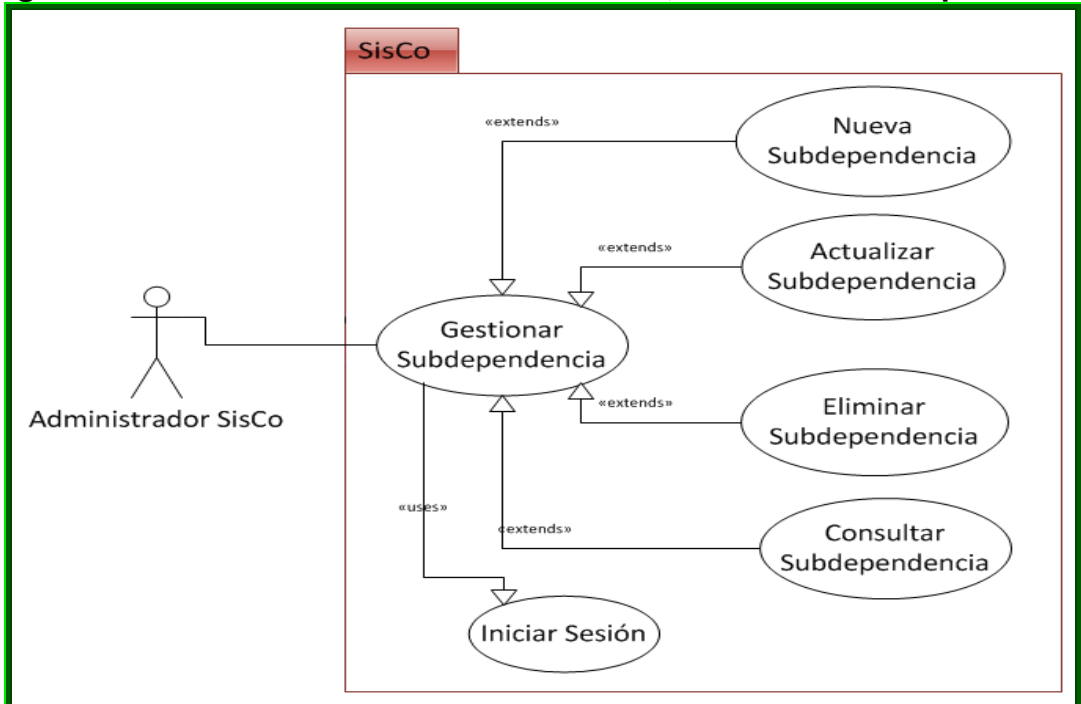 SisCo
«extends»
Nueva
Subdependencia
«extends»
Actualizar
Subdependencia
Gestionar
Subdependencia
Administrador SisCo
«extends»
Eliminar
Subdependencia
«uses»
«extends»
Consultar
Subdependencia
Iniciar Sesión